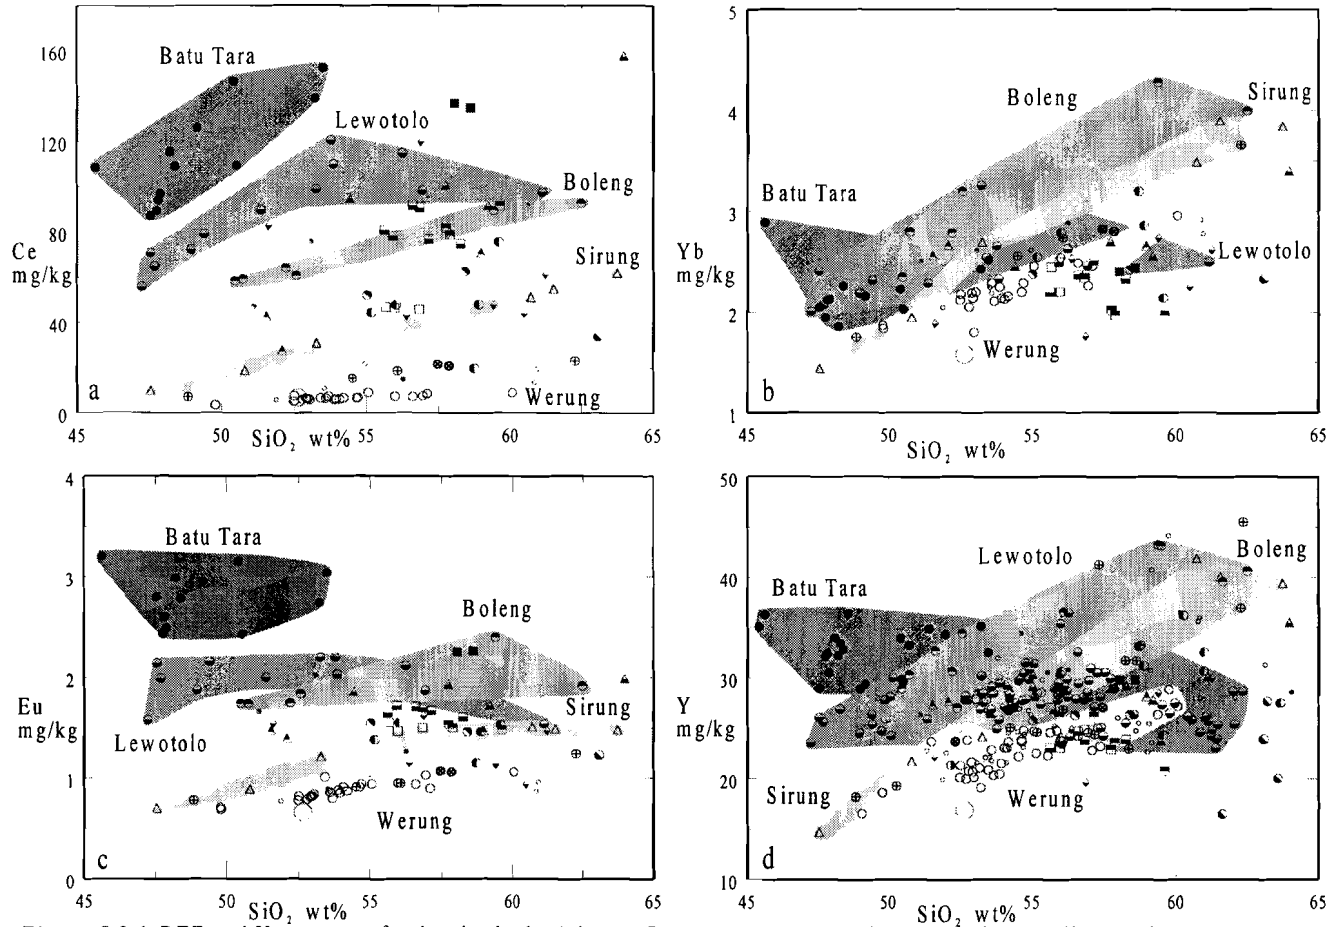 160
120
80
40
0
Ce
mg/kg
Batu Tara
Lewotolo
Boleng
Sirung
Werung
a
45
50
55
60
65
SiO₂ wt%
5
4
3
2
1
Yb
mg/kg
Boleng
Sirung
Batu Tara
Lewotolo
Werung
b
45
50
55
60
65
SiO₂ wt%
4
3
2
1
0
Eu
mg/kg
Batu Tara
Boleng
Sirung
Lewotolo
Werung
c
45
50
55
60
65
SiO₂ wt%
50
40
30
20
10
Y
mg/kg
Lewotolo
Boleng
Batu Tara
Sirung
Werung
d
45
50
55
60
65
SiO₂ wt%